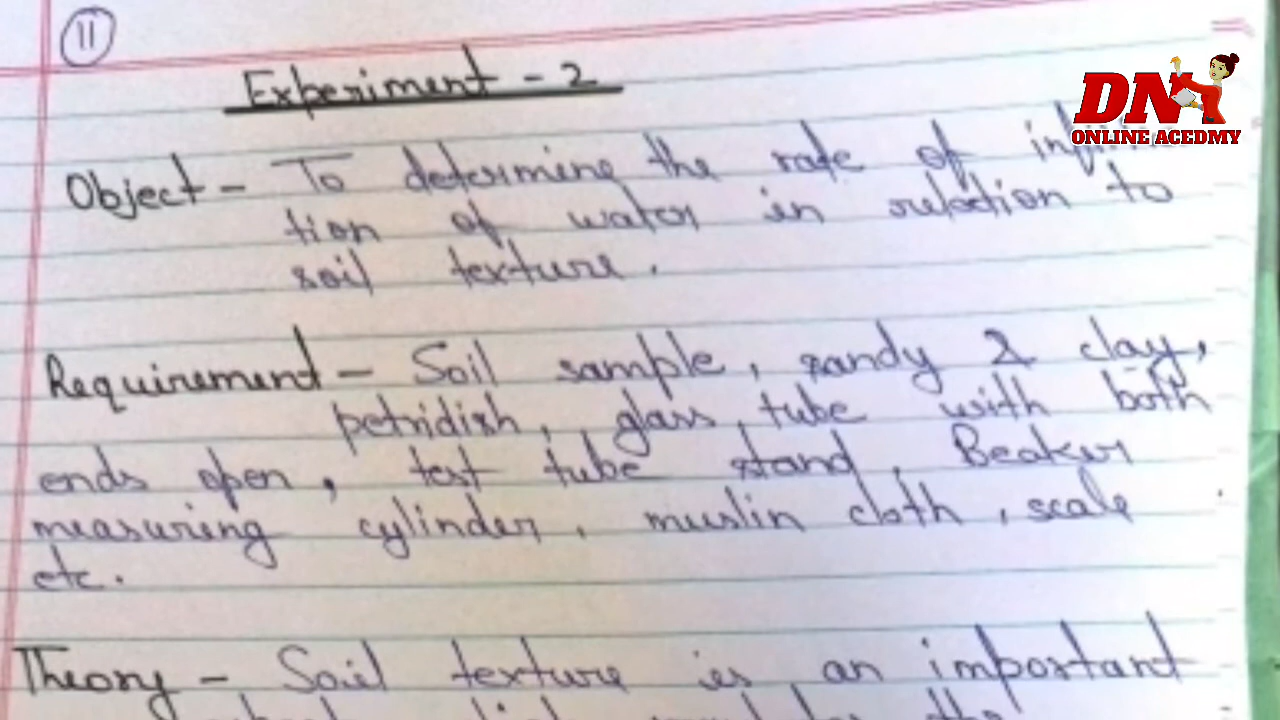 11
Experiment - 2
DN
ONLINE ACEDMY
Object - To determine the rate of
tion of water in relation to
soil texture.
Requirement - Soil sample, sandy & clay,
petridish, glass, tube with both
ends open, test tube stand, Beaker
measuring cylinder, muslin cloth, scale
etc.
Theory - Soil texture is an important